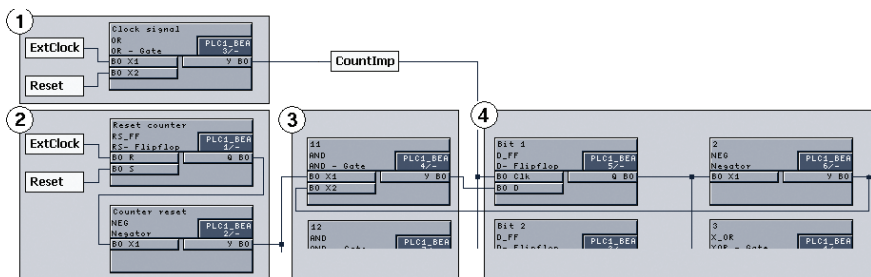 1
Clock signal
OR
OR - Gate
PLC1_BEA
3/-
BO X1
Y BO
BO X2
ExtClock
Reset
CountImp
2
Reset counter
RS_FF
RS- Flipflop
PLC1_BEA
1/-
BO R
Q BO
BO S
ExtClock
Reset
Counter reset
NEG
Negator
PLC1_BEA
2/-
BO X1
Y BO
3
11
AND
AND - Gate
PLC1_BEA
4/-
BO X1
Y BO
BO X2
12
AND
PLC1_BEA
4
Bit 1
D_FF
D- Flipflop
PLC1_BEA
5/-
BO Clk
Q BO
BO D
2
NEG
Negator
PLC1_BEA
6/-
BO X1
Y BO
Bit 2
D_FF
D- Flipflop
PLC1_BEA
3
X_OR
XOR - Gate
PLC1_BEA